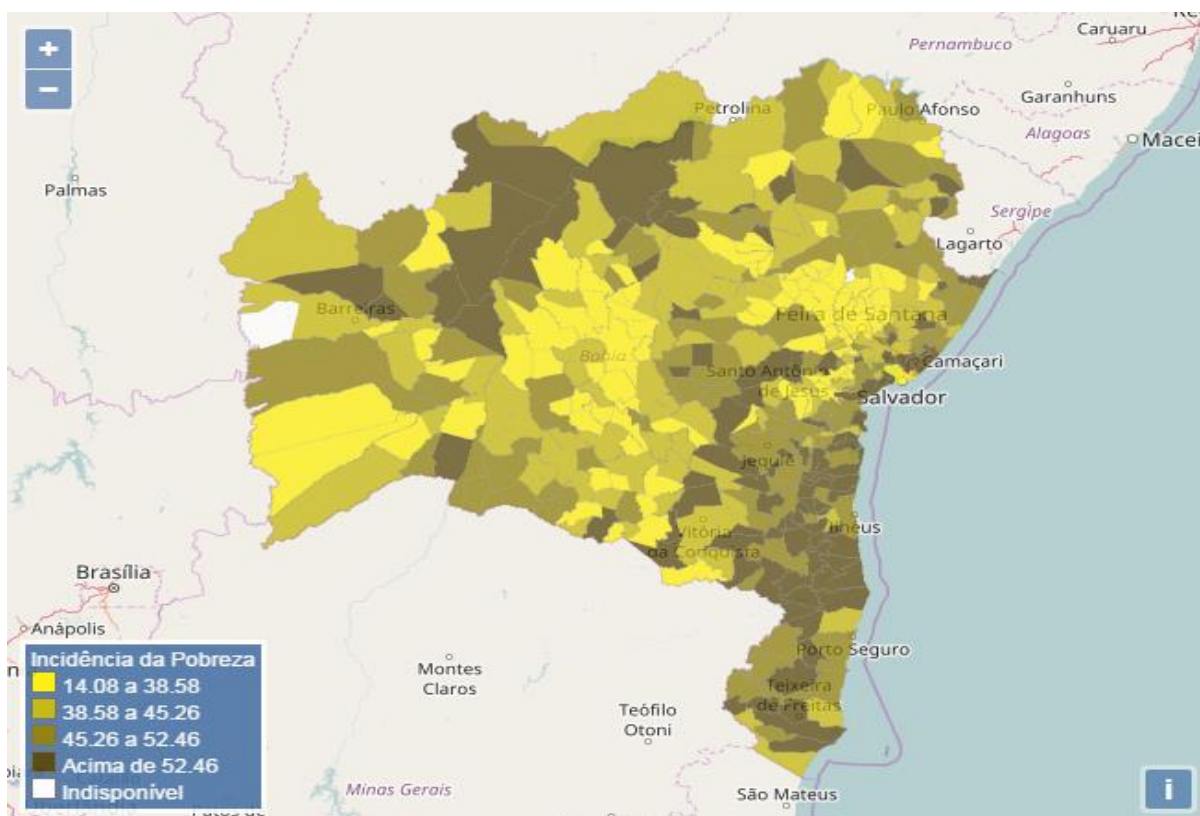 +
−
Pernambuco
Caruaru
Petrolina
Paulo Afonso
Garanhuns
Alagoas
Palmas
Sergipe
Lagarto
Barreiras
Feira de Santana
Bahia
Camaçari
Santo Antôn
de Jesus
Salvador
Jequié
Ilhéus
Vitória
da Conquista
Brasília
Anápolis
Porto Seguro
Montes
Claros
Teixeira
de Freitas
Teófilo
Otoni
Minas Gerais
São Mateus
Incidência da Pobreza
14.08 a 38.58
38.58 a 45.26
45.26 a 52.46
Acima de 52.46
Indisponível
i